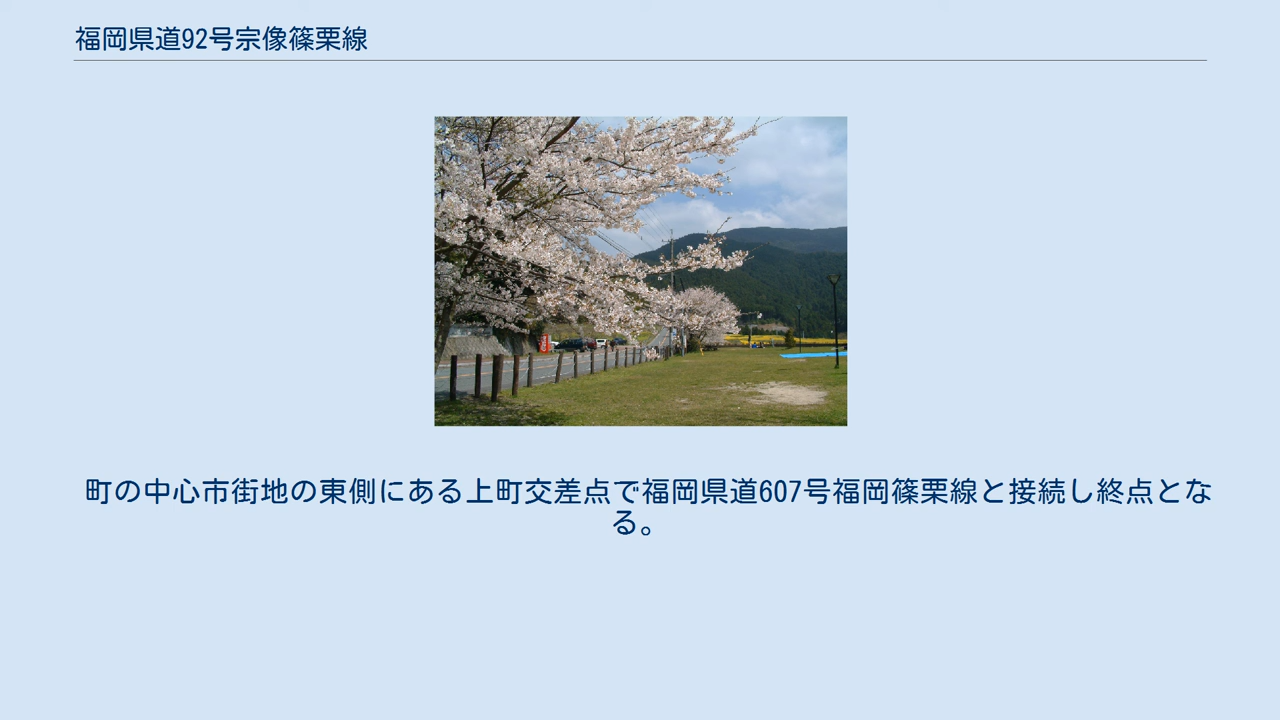 福岡県道92号宗像篠栗線
町の中心市街地の東側にある上町交差点で福岡県道607号福岡篠栗線と接続し終点とな
る。